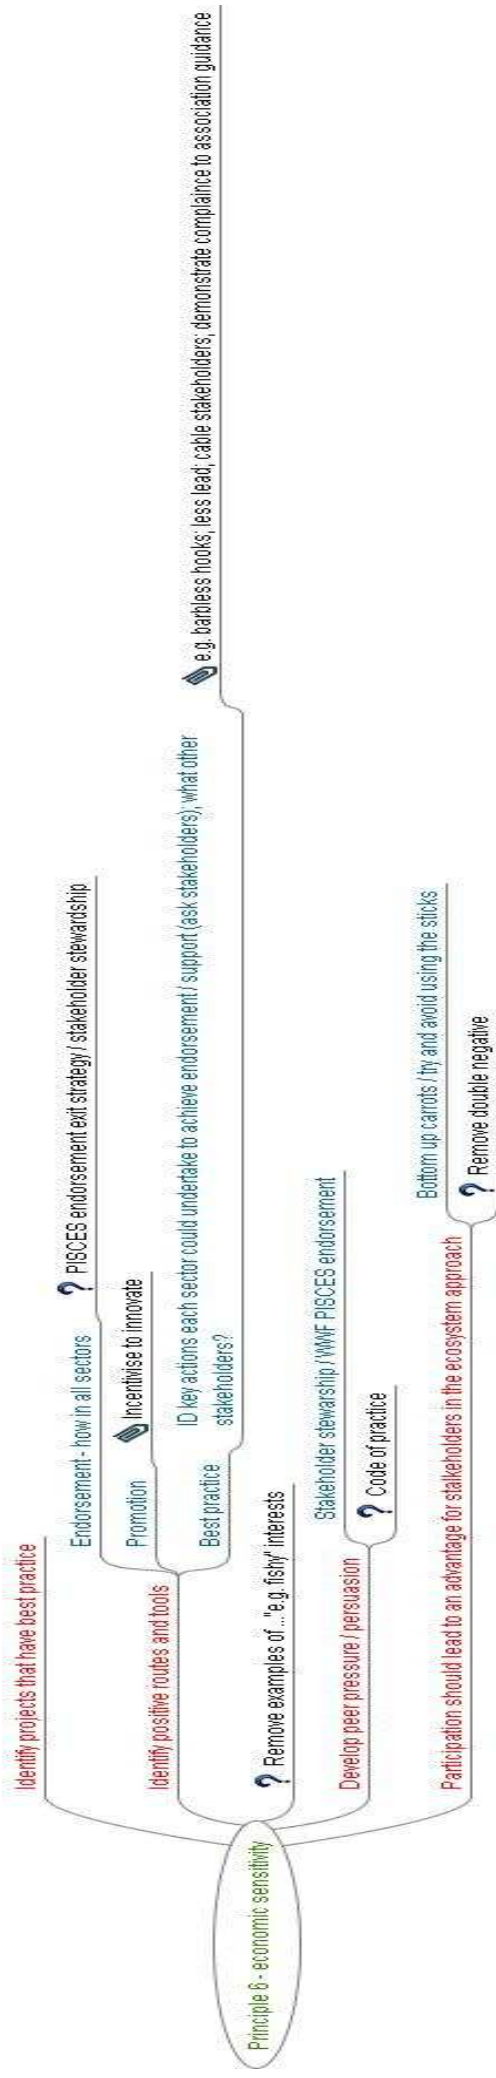 Principle 6 - economic sensitivity
Identify projects that have best practice
Identify positive routes and tools
Endorsement - how in all sectors
? PISCES endorsement exit strategy / stakeholder stewardship
Promotion
Incentivise to innovate
Best practice
ID key actions each sector could undertake to achieve endorsement / support (ask stakeholders); what other
stakeholders?
e.g. barbless hooks; less lead; cable stakeholders; demonstrate complaince to association guidance
? Remove examples of ..."e.g. fishy" interests
Develop peer pressure / persuasion
Stakeholder stewarship / WWF PISCES endorsement
? Code of practice
Participation should lead to an advantage for stalkeholders in the ecosystem approach
Bottom up carrots / try and avoid using the sticks
? Remove double negative